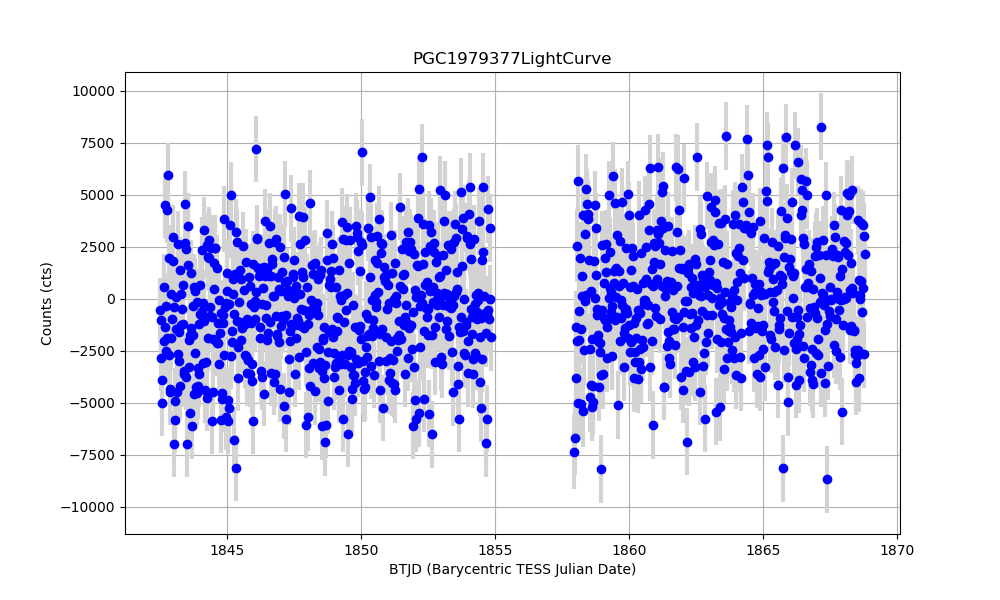 PGC1979377LightCurve
10000
7500
5000
2500
0
−2500
−5000
−7500
−10000
Counts (cts)
1845 1850 1855 1860 1865 1870
BTJD (Barycentric TESS Julian Date)